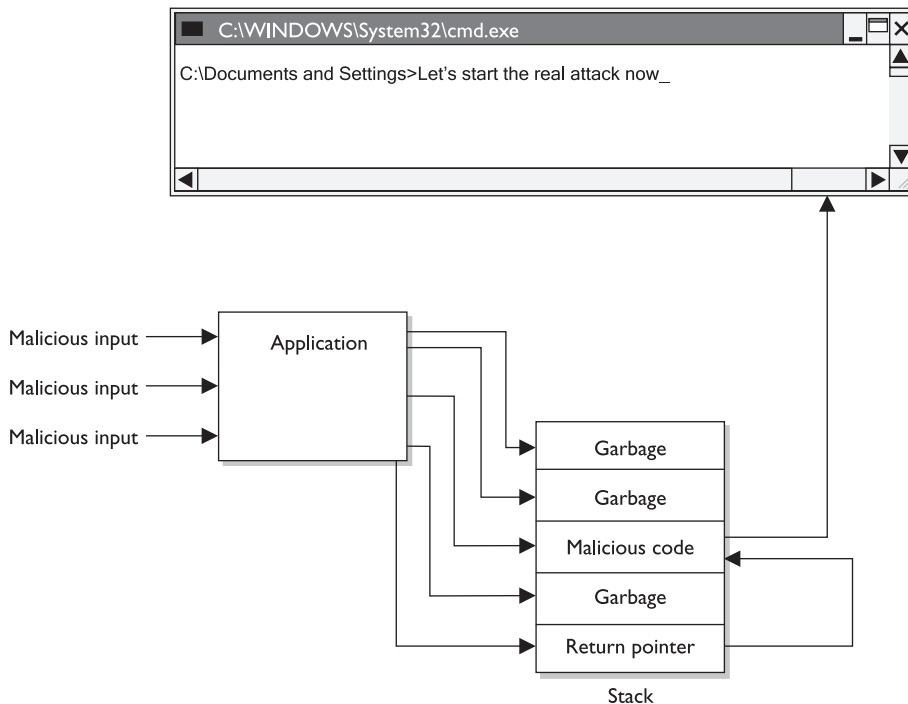 C:\WINDOWS\System32\cmd.exe
C:\Documents and Settings>Let's start the real attack now_
Malicious input
Malicious input
Malicious input
Application
Garbage
Garbage
Malicious code
Garbage
Return pointer
Stack